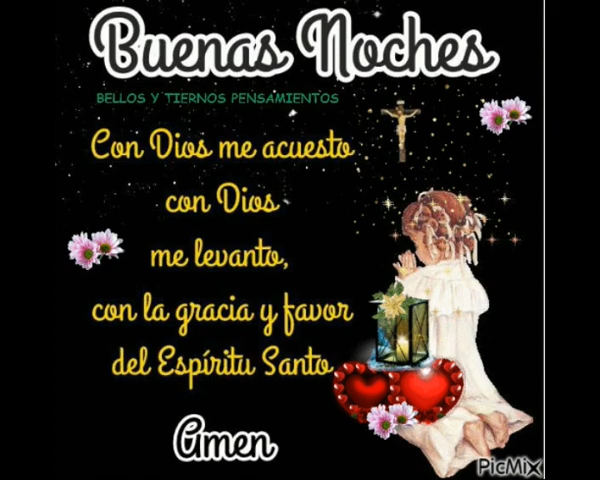 Buenas Noches
BELLOS Y TIERNOS PENSAMIENTOS
Con Dios me acuesto
con Dios
me levanto,
con la gracia y favor
del Espíritu Santo
Amen
PicMix